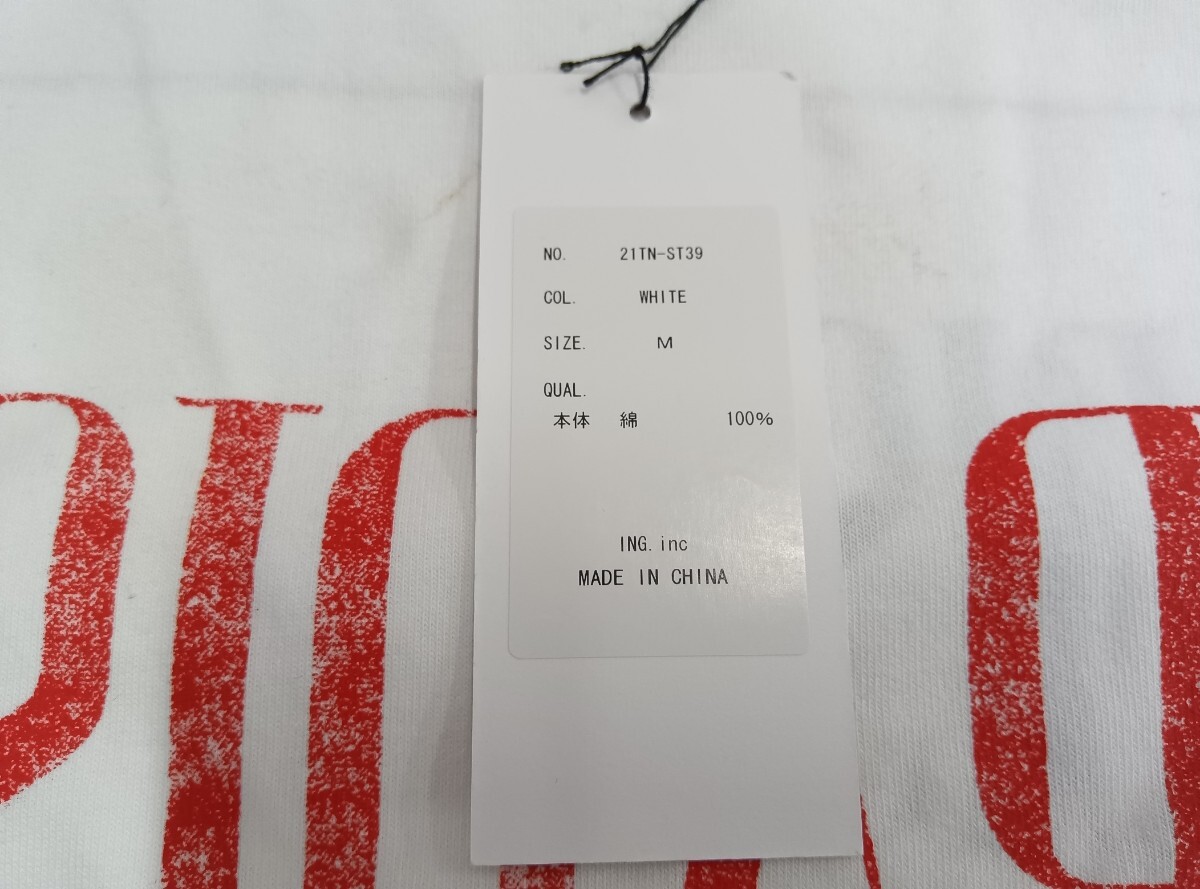 NO. 21TN-ST39
COL. WHITE
SIZE. M
QUAL.
本体 綿 100%
ING. inc
MADE IN CHINA